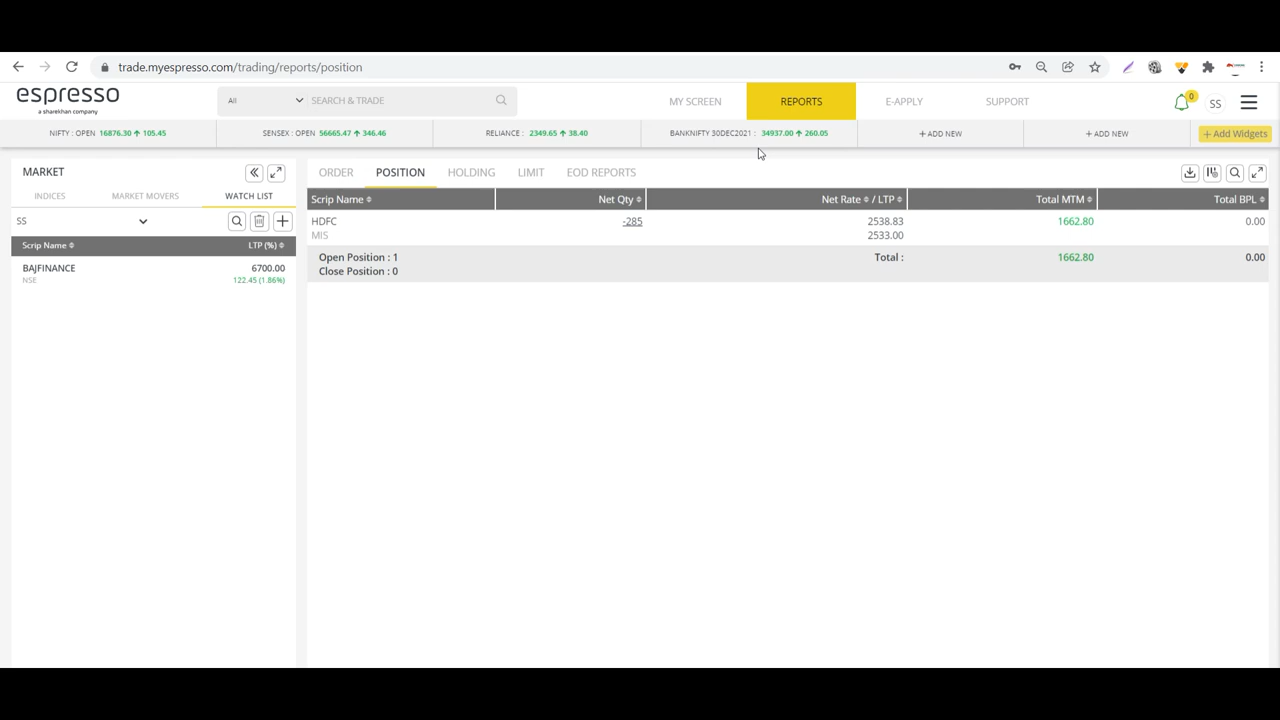 trade.myespresso.com/trading/reports/position
espresso
a sharekhan company
All
SEARCH & TRADE
MY SCREEN
REPORTS
E-APPLY
SUPPORT
0
SS
NIFTY : OPEN 16876.30 ↑ 105.45
SENSEX : OPEN 56665.47 ↑ 346.46
RELIANCE : 2349.65 ↑ 38.40
BANKNIFTY 30DEC2021 : 34937.00 ↑ 260.05
+ ADD NEW
+ ADD NEW
+ Add Widgets
MARKET
INDICES
MARKET MOVERS
WATCH LIST
SS
Scrip Name
LTP (%)
BAJFINANCE
6700.00
NSE
122.45 (1.86%)
ORDER
POSITION
HOLDING
LIMIT
EOD REPORTS
Scrip Name
Net Qty
Net Rate / LTP
Total MTM
Total BPL
HDFC
-285
2538.83
1662.80
0.00
MIS
2533.00
Open Position : 1
Total :
1662.80
0.00
Close Position : 0